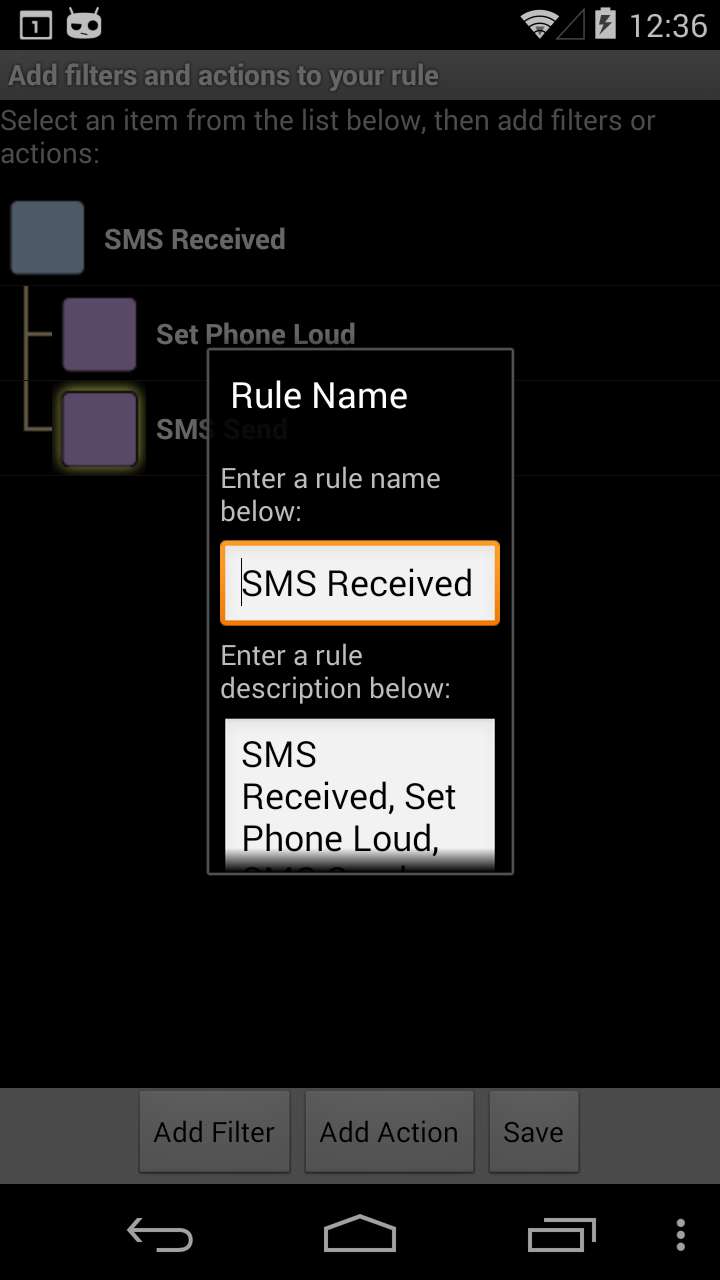 1 12:36
Add filters and actions to your rule
Select an item from the list below, then add filters or
actions:
SMS Received
Set Phone Loud
SMS Send
Rule Name
Enter a rule name
below:
SMS Received
Enter a rule
description below:
SMS
Received, Set
Phone Loud,
Add Filter Add Action Save